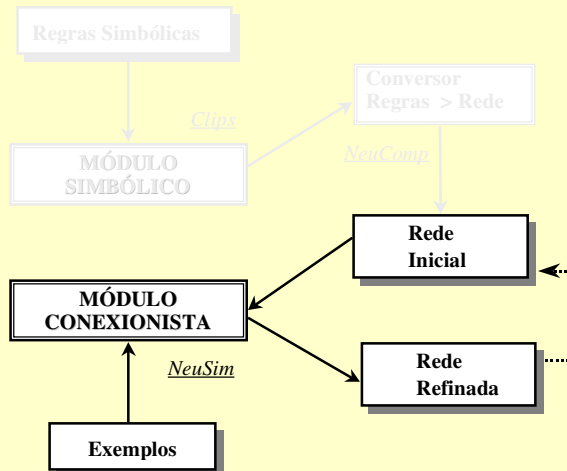 Regras Simbólicas
Clips
Conversor
Regras > Rede
MÓDULO
SIMBÓLICO
NeuComp
Rede
Inicial
MÓDULO
CONEXIONISTA
NeuSim
Rede
Refinada
Exemplos